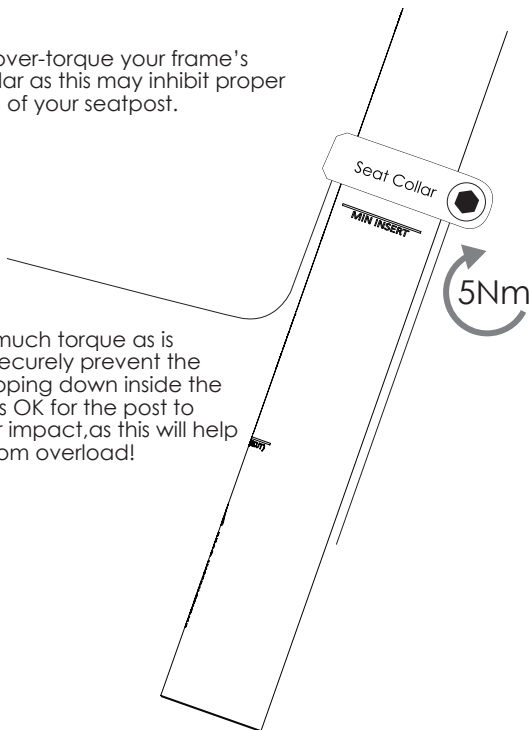 over-torque your frame's
lar as this may inhibit proper
of your seatpost.
Seat Collar
MIN INSERT
5Nm
much torque as is
ecurely prevent the
ping down inside the
s OK for the post to
r impact,as this will help
om overload!